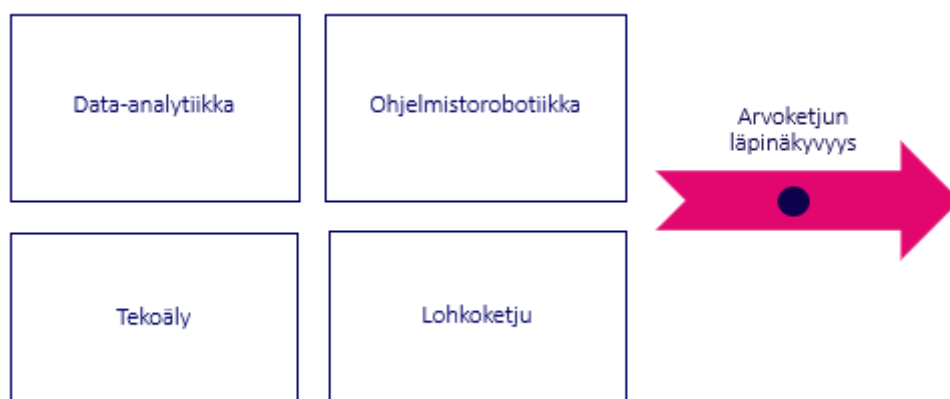 Data-analytiikka
Ohjelmistorobotiikka
Arvoketjun
läpinäkyvyys
Tekoäly
Lohkoketju